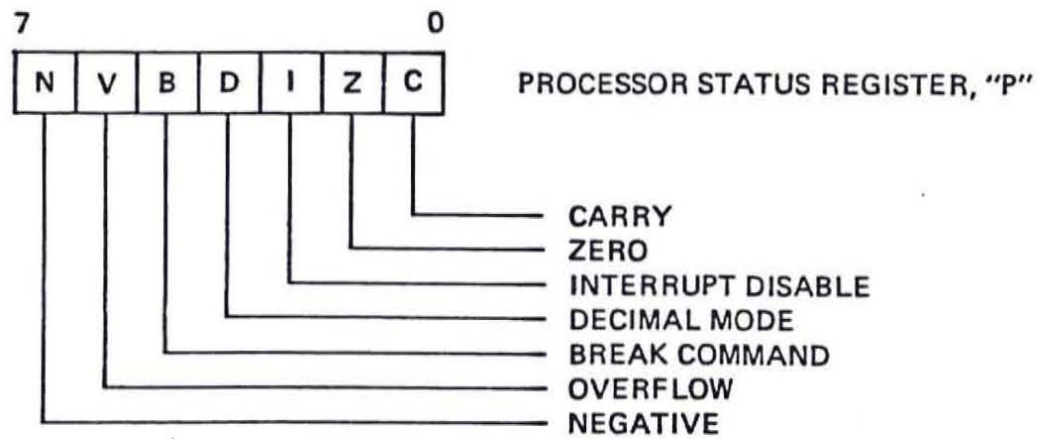 7 0
N V B D I Z C PROCESSOR STATUS REGISTER, "P"
CARRY
ZERO
INTERRUPT DISABLE
DECIMAL MODE
BREAK COMMAND
OVERFLOW
NEGATIVE